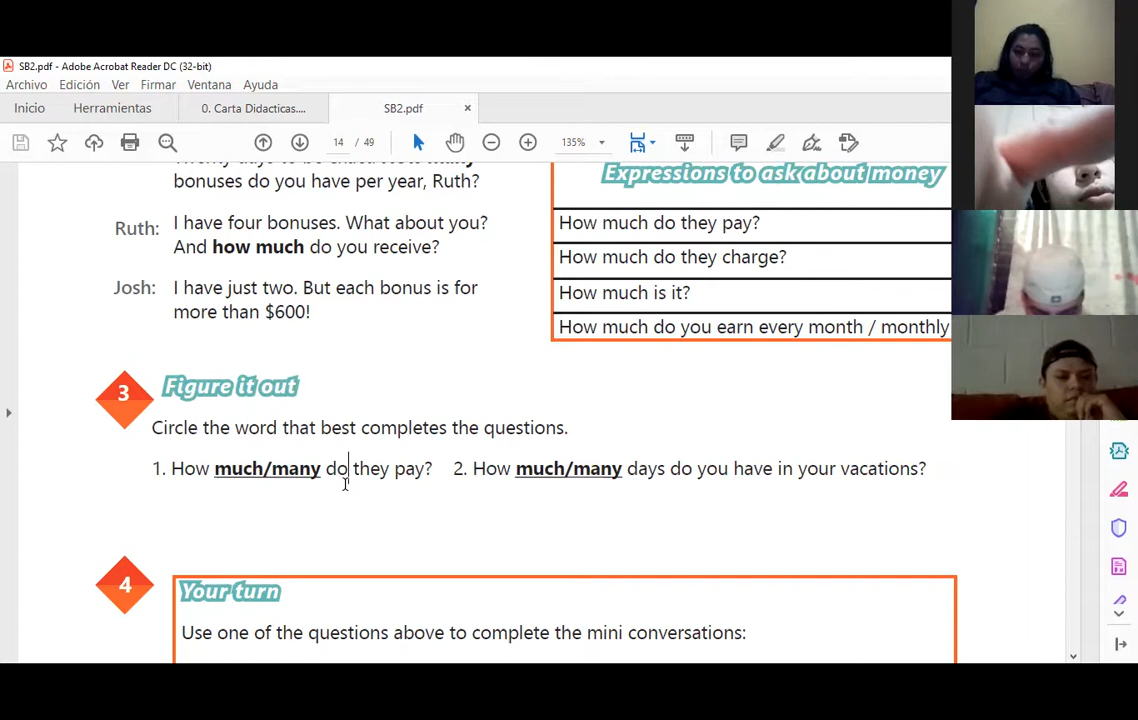 SB2.pdf - Adobe Acrobat Reader DC (32-bit)
Archivo Edición Ver Firmar Ventana Ayuda
Inicio Herramientas 0. Carta Didacticas.... SB2.pdf ×
14 / 49 135%
bonuses do you have per year, Ruth?
Ruth: I have four bonuses. What about you?
And how much do you receive?
Josh: I have just two. But each bonus is for
more than $600!
Expressions to ask about money
How much do they pay?
How much do they charge?
How much is it?
How much do you earn every month / monthly
3 Figure it out
Circle the word that best completes the questions.
1. How much/many do they pay? 2. How much/many days do you have in your vacations?
4 Your turn
Use one of the questions above to complete the mini conversations: